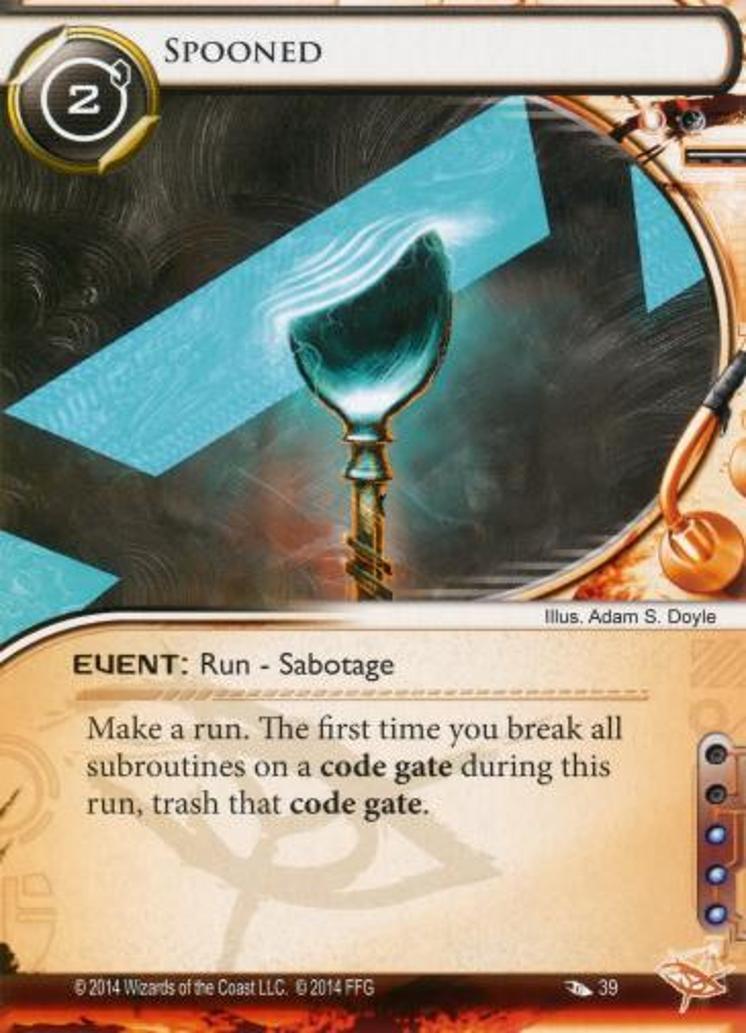 Spooned
2
Illus. Adam S. Doyle
EVENT: Run - Sabotage
Make a run. The first time you break all
subroutines on a code gate during this
run, trash that code gate.
© 2014 Wizards of the Coast LLC. © 2014 FFG 39